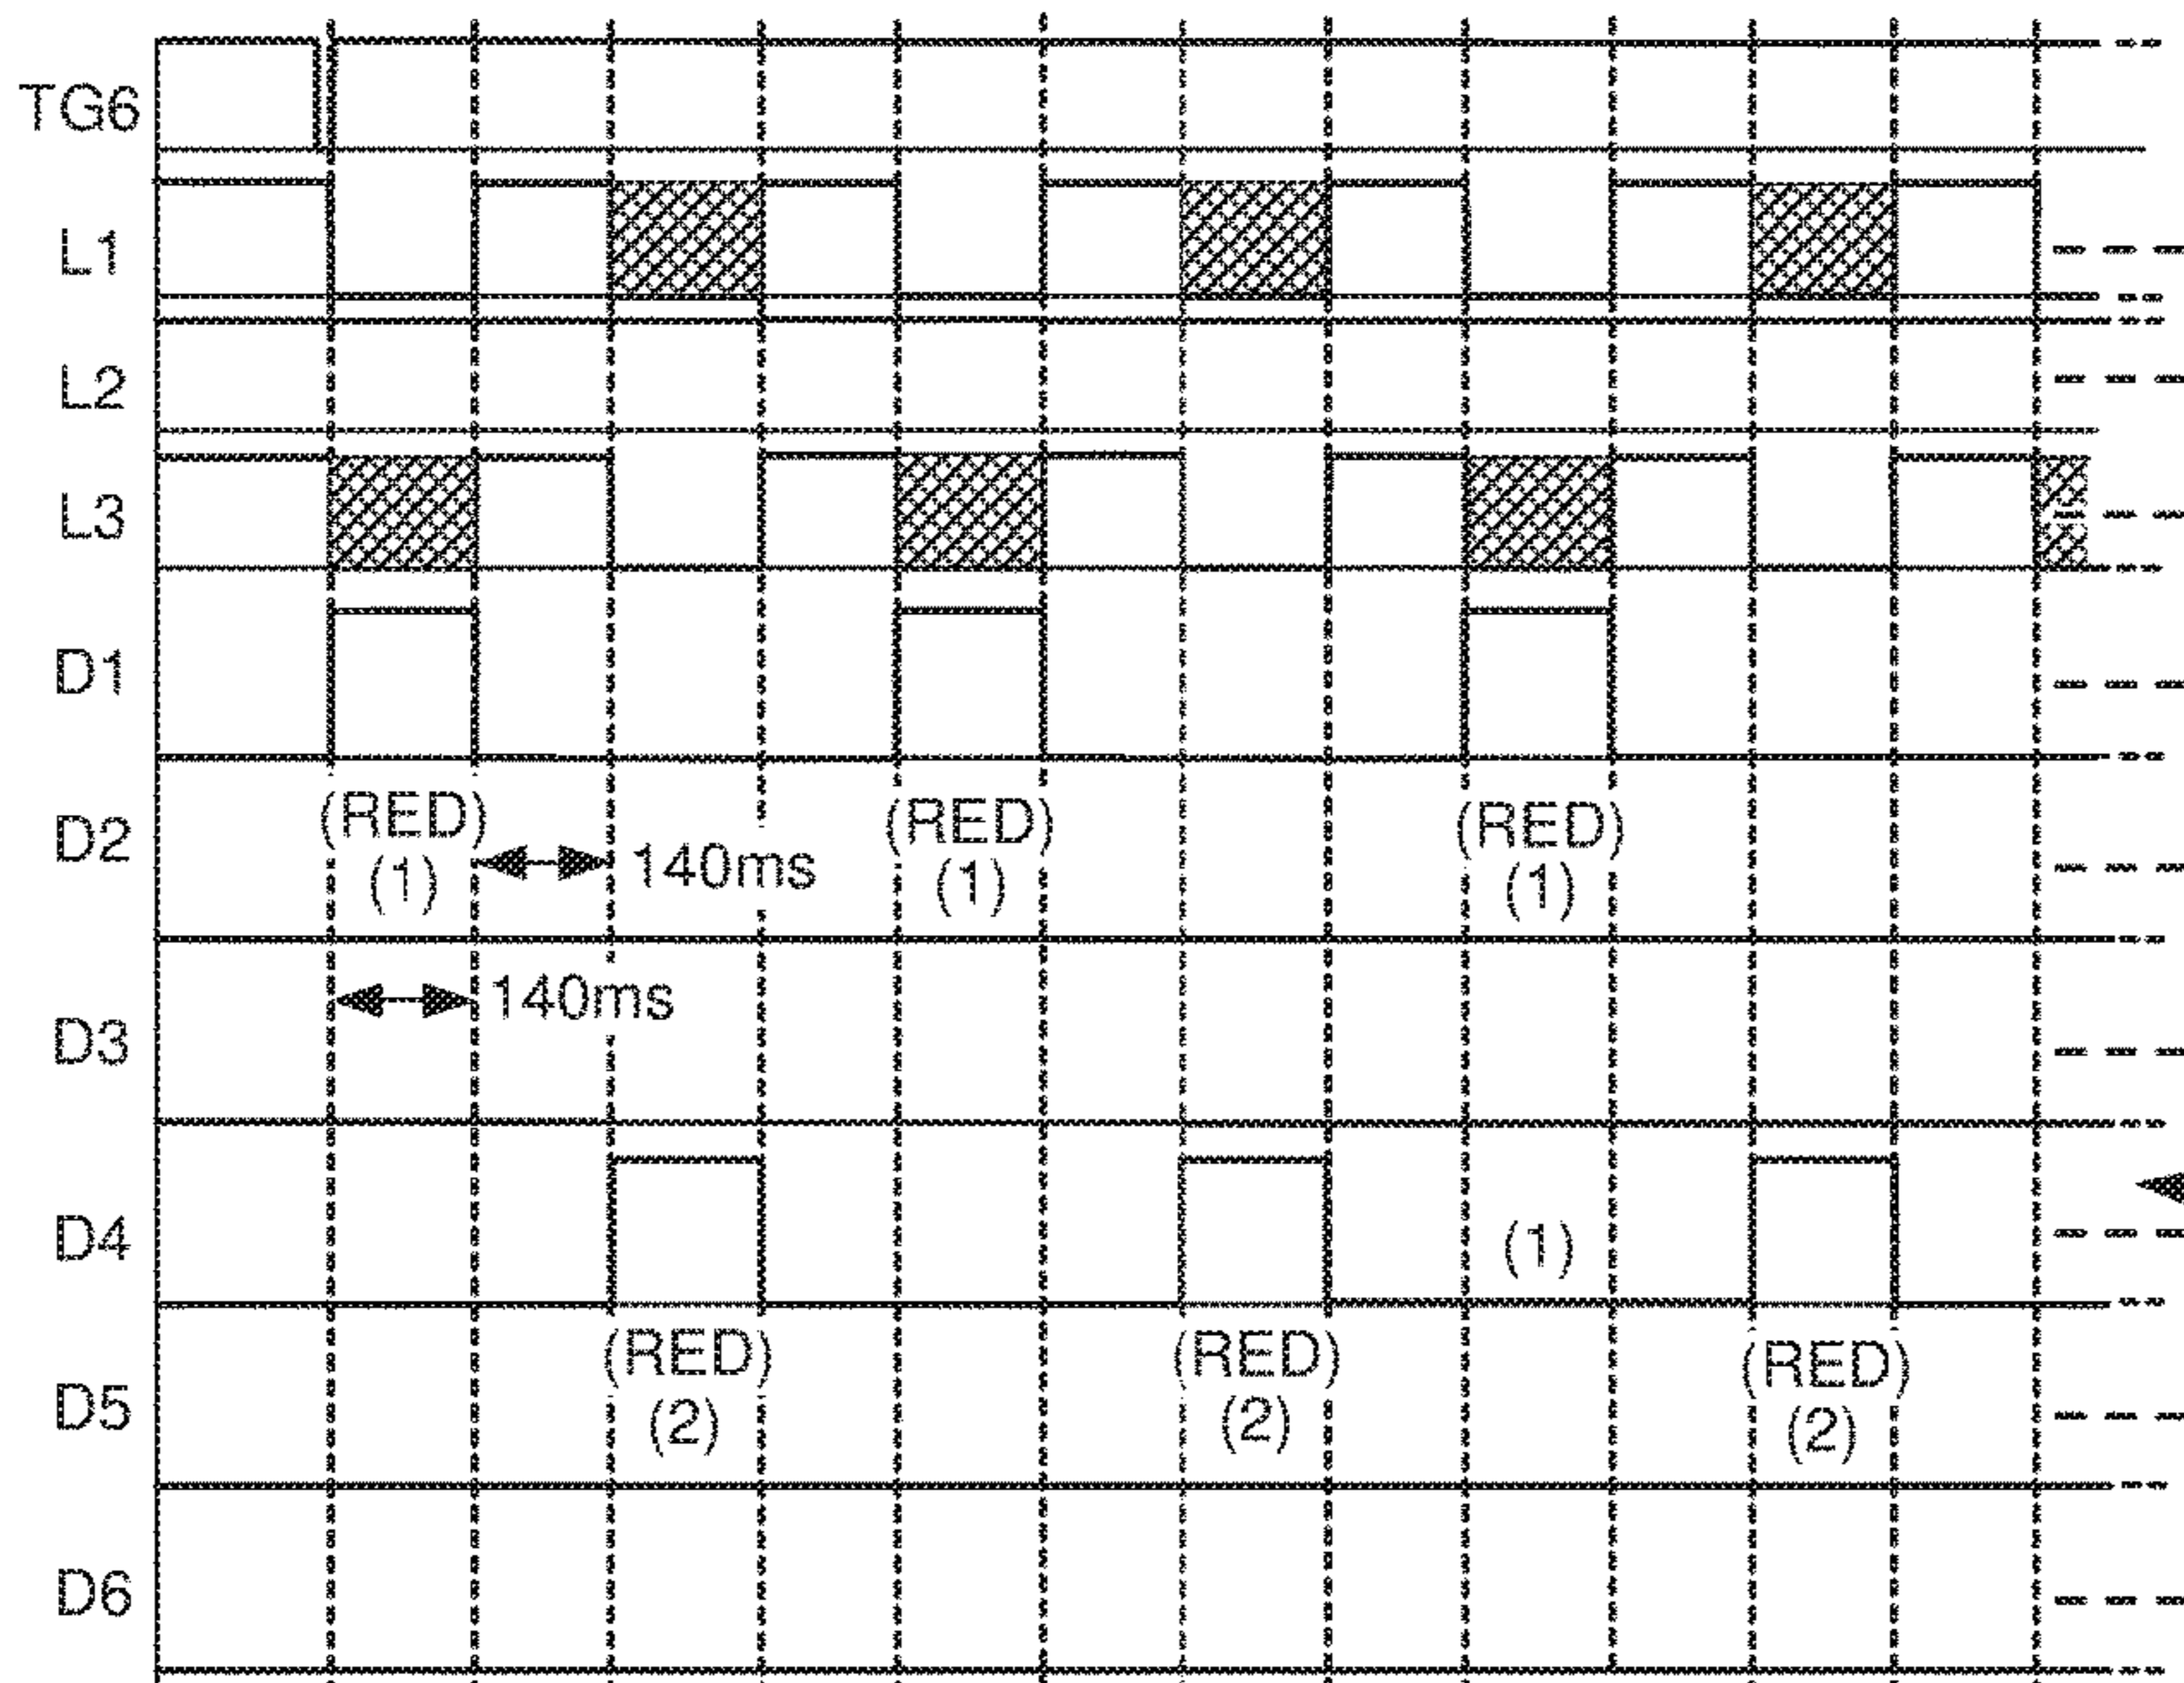 TG6
L1
L2
L3
D1
D2
(RED)
(1)
140ms
(RED)
(1)
(RED)
(1)
D3
140ms
D4
(1)
D5
(RED)
(2)
(RED)
(2)
(RED)
(2)
D6